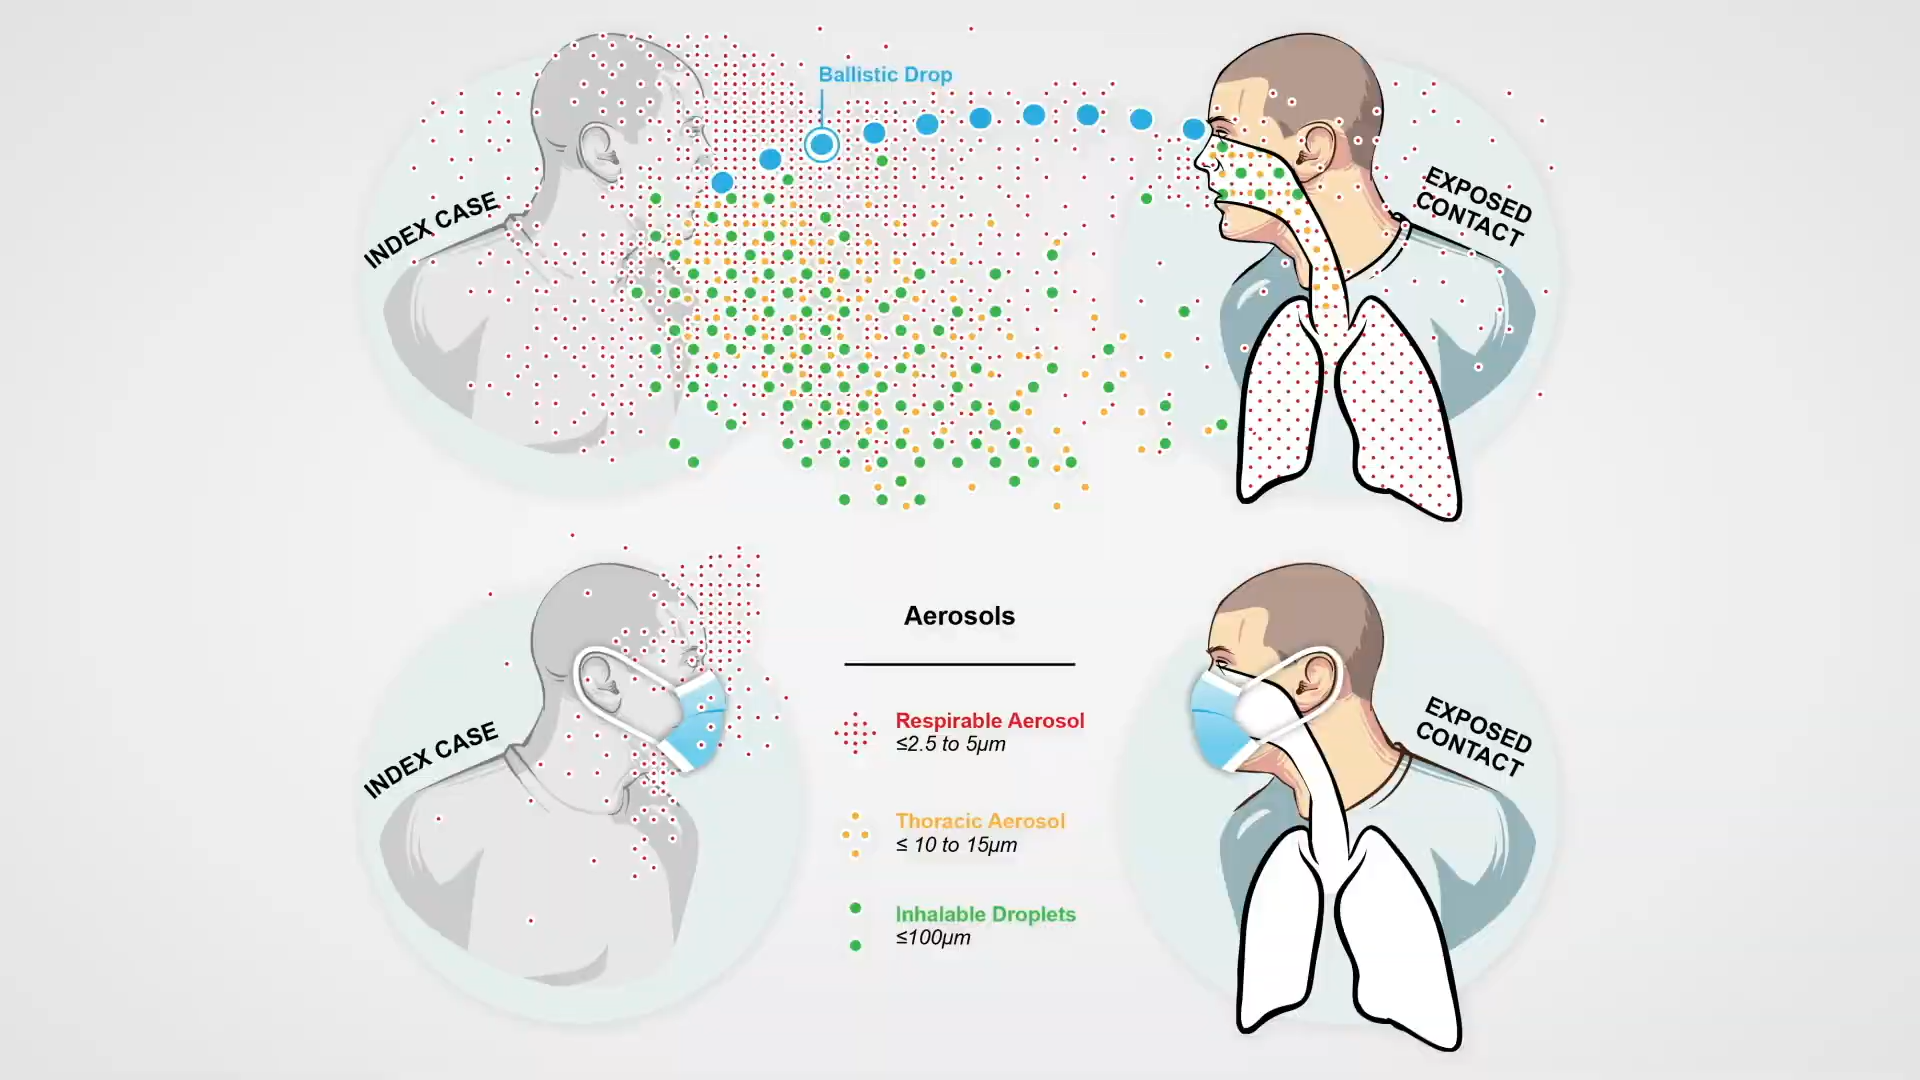 Ballistic Drop
INDEX CASE
EXPOSED
CONTACT
Aerosols
INDEX CASE
EXPOSED
CONTACT
Respirable Aerosol
≤2.5 to 5µm
Thoracic Aerosol
≤ 10 to 15µm
Inhalable Droplets
≤100µm